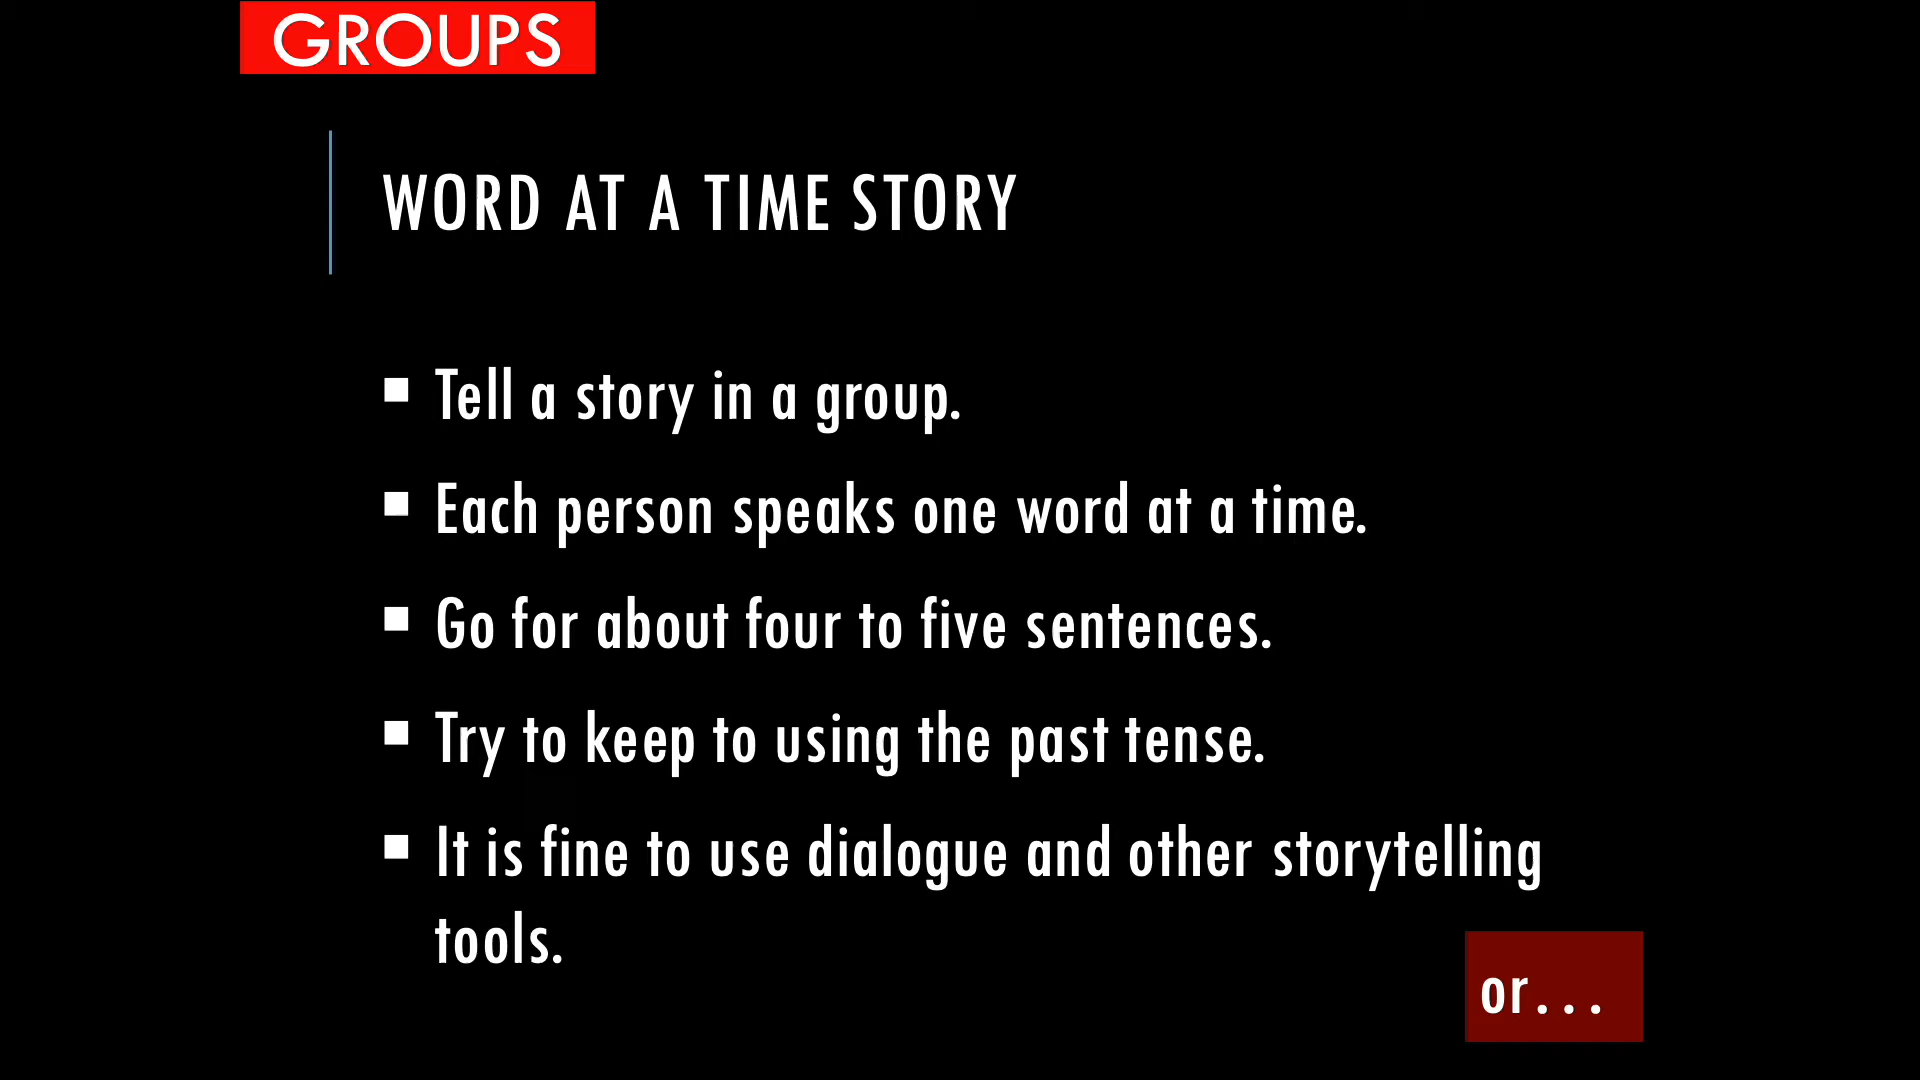 GROUPS
WORD AT A TIME STORY
▪ Tell a story in a group.
▪ Each person speaks one word at a time.
▪ Go for about four to five sentences.
▪ Try to keep to using the past tense.
▪ It is fine to use dialogue and other storytelling
tools.
or...